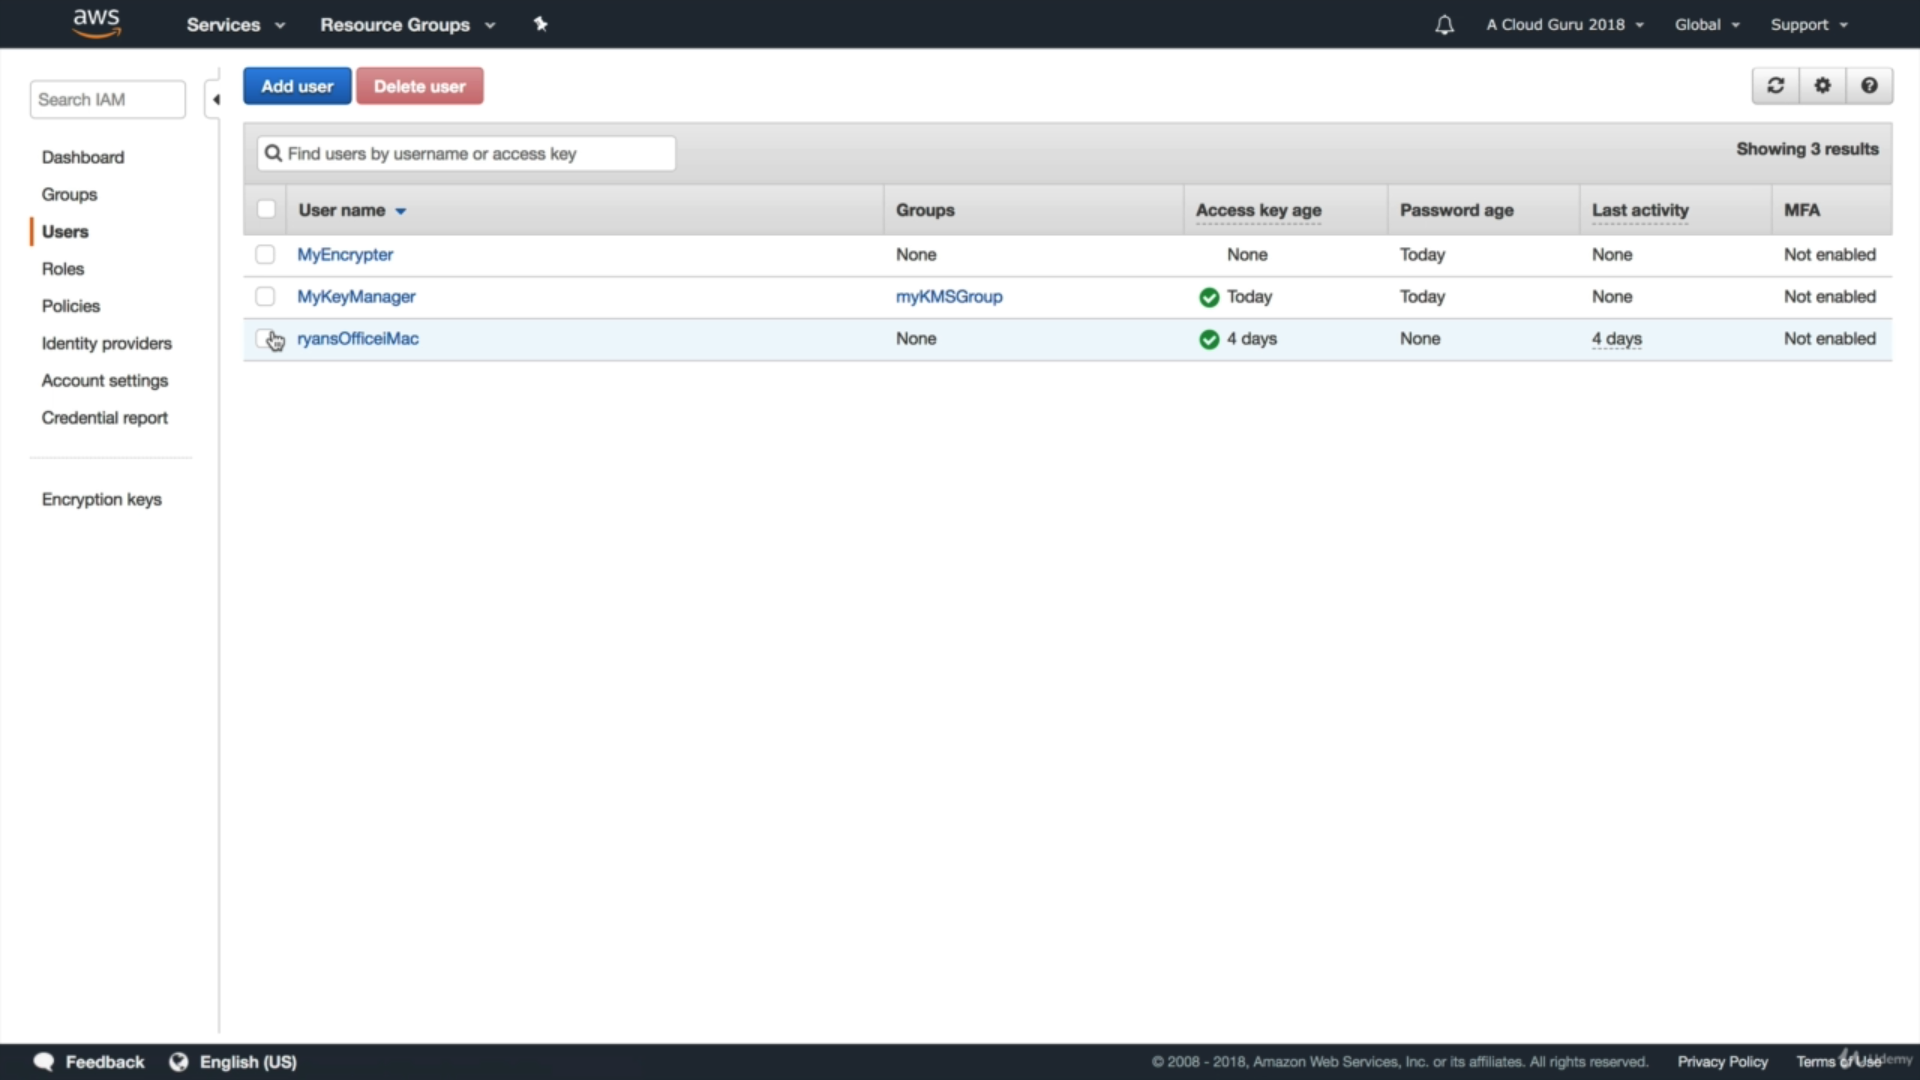 aws Services Resource Groups A Cloud Guru 2018 Global Support
Search IAM
Dashboard
Groups
Users
Roles
Policies
Identity providers
Account settings
Credential report
Encryption keys
Add user Delete user
Find users by username or access key Showing 3 results
User name Groups Access key age Password age Last activity MFA
MyEncrypter None None Today None Not enabled
MyKeyManager myKMSGroup Today Today None Not enabled
ryansOfficeiMac None 4 days None 4 days Not enabled
Feedback English (US) © 2008 - 2018, Amazon Web Services, Inc. or its affiliates. All rights reserved. Privacy Policy Terms of Use
Udemy